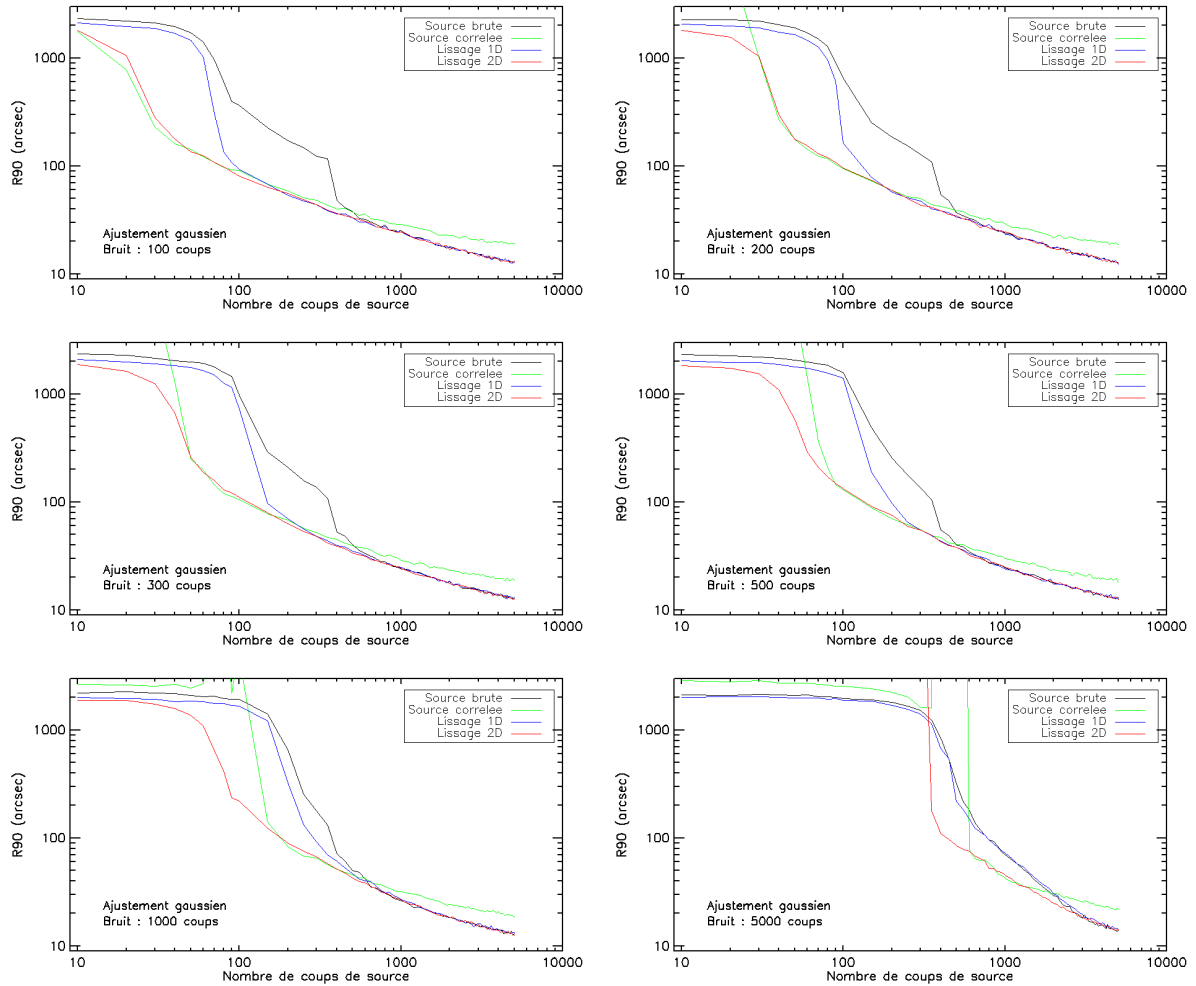 Source brute
Source correlee
Lissage 1D
Lissage 2D
1000
100
10
R90 (arcsec)
Ajustement gaussien
Bruit : 100 coups
10 100 1000 10000
Nombre de coups de source
Source brute
Source correlee
Lissage 1D
Lissage 2D
1000
100
10
R90 (arcsec)
Ajustement gaussien
Bruit : 200 coups
10 100 1000 10000
Nombre de coups de source
Source brute
Source correlee
Lissage 1D
Lissage 2D
1000
100
10
R90 (arcsec)
Ajustement gaussien
Bruit : 300 coups
10 100 1000 10000
Nombre de coups de source
Source brute
Source correlee
Lissage 1D
Lissage 2D
1000
100
10
R90 (arcsec)
Ajustement gaussien
Bruit : 500 coups
10 100 1000 10000
Nombre de coups de source
Source brute
Source correlee
Lissage 1D
Lissage 2D
1000
100
10
R90 (arcsec)
Ajustement gaussien
Bruit : 1000 coups
10 100 1000 10000
Nombre de coups de source
Source brute
Source correlee
Lissage 1D
Lissage 2D
1000
100
10
R90 (arcsec)
Ajustement gaussien
Bruit : 5000 coups
10 100 1000 10000
Nombre de coups de source